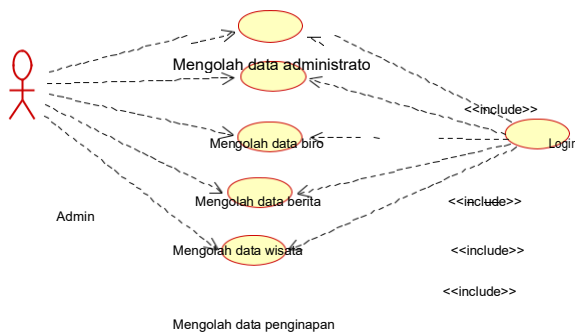 Mengolah data administrato
<<include>>
Mengolah data biro
Login
Mengolah data berita
<<include>>
Admin
Mengolah data wisata
<<include>>
<<include>>
Mengolah data penginapan